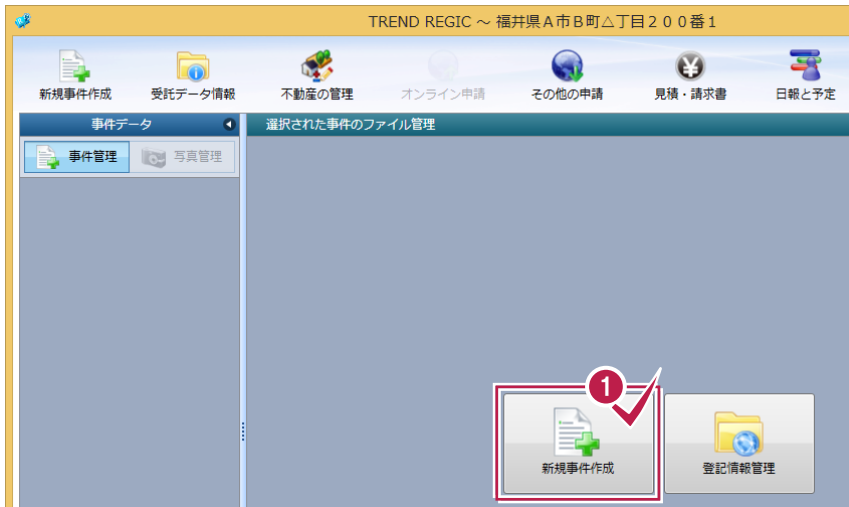 TREND REGIC ～ 福井県A市B町△丁目２００番1
新規事件作成
受託データ情報
不動産の管理
オンライン申請
その他の申請
見積・請求書
日報と予定
事件データ
選択された事件のファイル管理
事件管理
写真管理
1
新規事件作成
登記情報管理